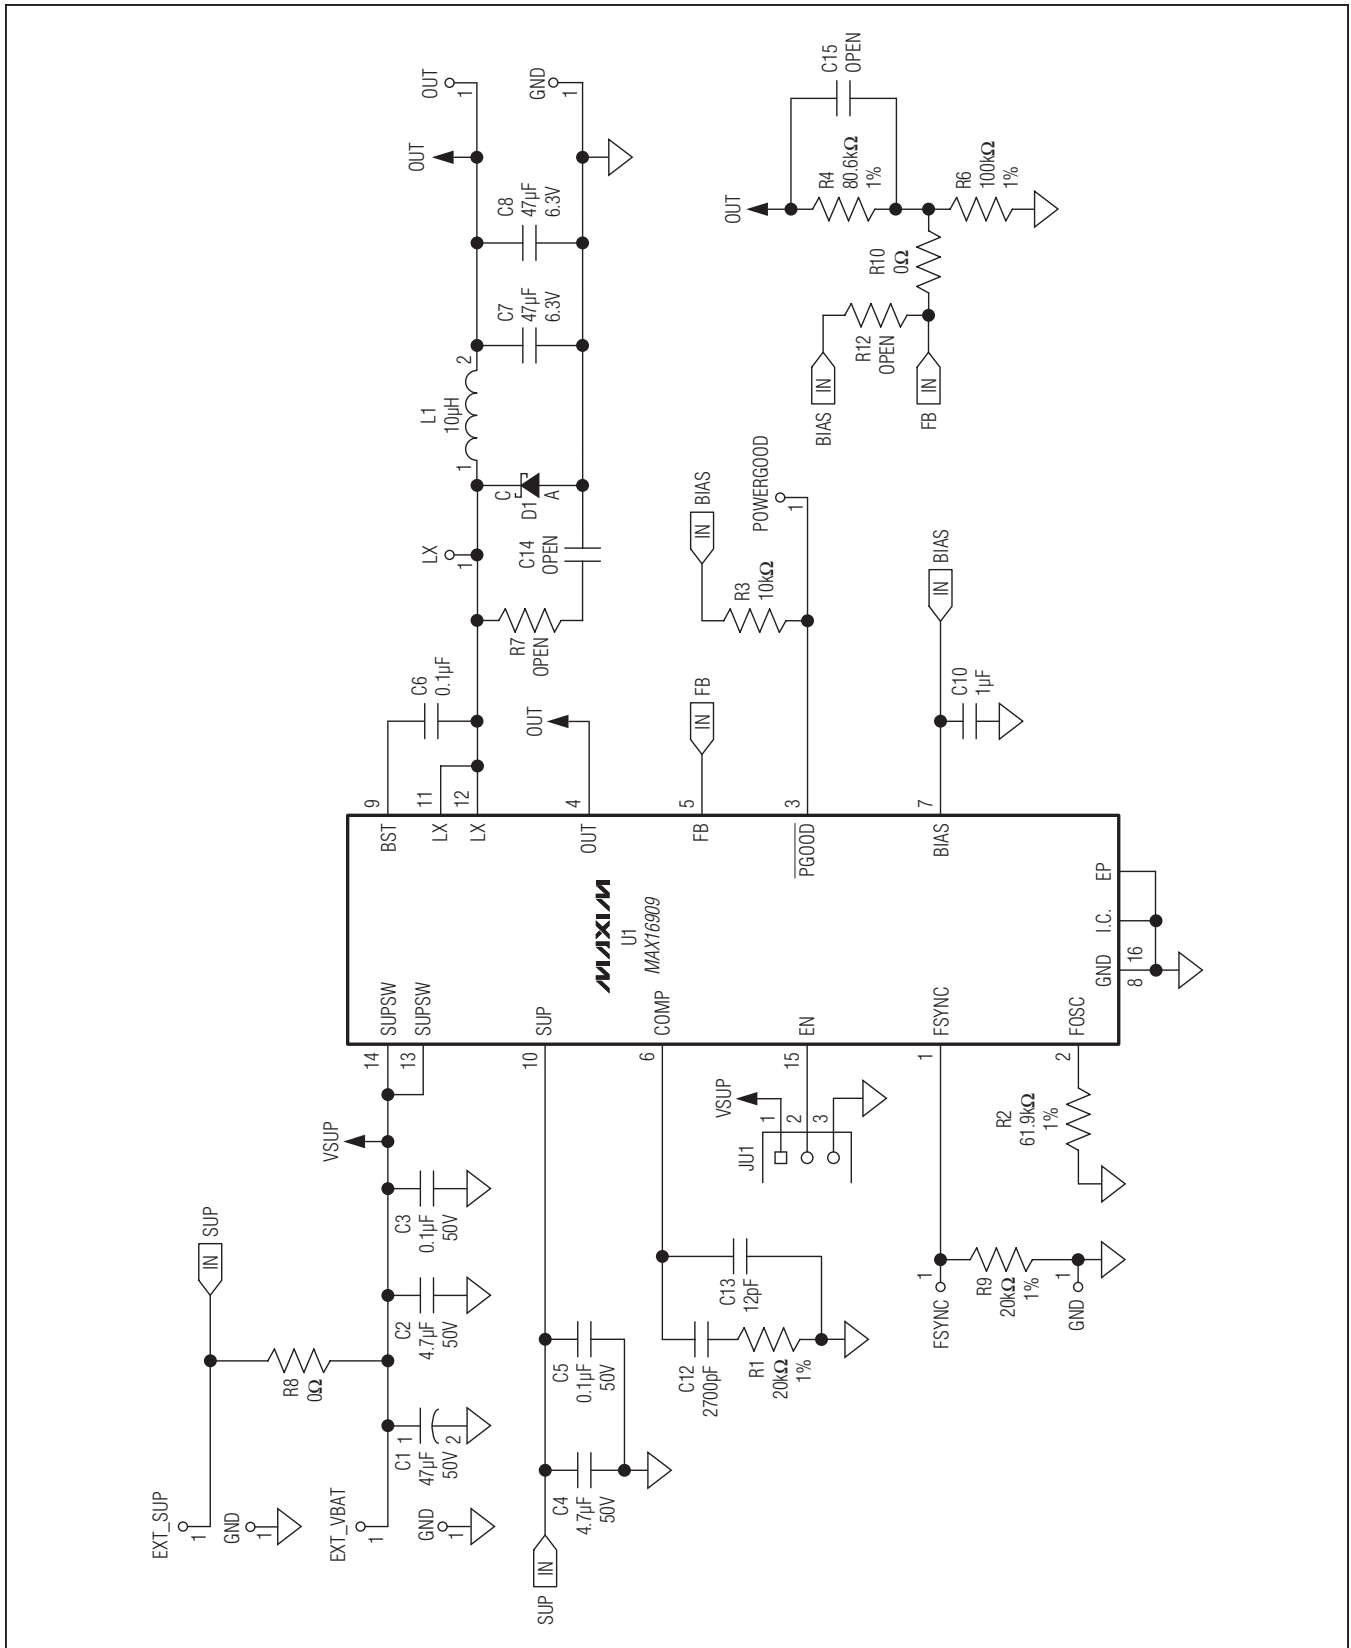 EXT_SUP
1
GND
1
EXT_VBAT
1
GND
1
SUP
IN
IN
SUP
R8
0Ω
C1
47µF
50V
1
2
C2
4.7µF
50V
C3
0.1µF
50V
VSUP
C4
4.7µF
50V
C5
0.1µF
50V
C12
2700pF
R1
20kΩ
1%
C13
12pF
JU1
VSUP
1
2
3
FSYNC
1
R9
20kΩ
1%
GND
1
R2
61.9kΩ
1%
14
SUPSW
13
SUPSW
10
SUP
6
COMP
15
EN
1
FSYNC
2
FOSC
MAXIM
U1
MAX16909
GND
I.C.
EP
8
16
BST
9
LX
11
LX
12
OUT
4
FB
5
PGOOD
3
BIAS
7
C6
0.1µF
OUT
R7
OPEN
C14
OPEN
LX
1
D1
C
A
L1
10µH
1
2
C7
47µF
6.3V
C8
47µF
6.3V
OUT
OUT
1
GND
1
IN
FB
R3
10kΩ
IN
BIAS
POWERGOOD
1
C10
1µF
IN
BIAS
BIAS
IN
FB
IN
R12
OPEN
R10
0Ω
OUT
R4
80.6kΩ
1%
R6
100kΩ
1%
C15
OPEN